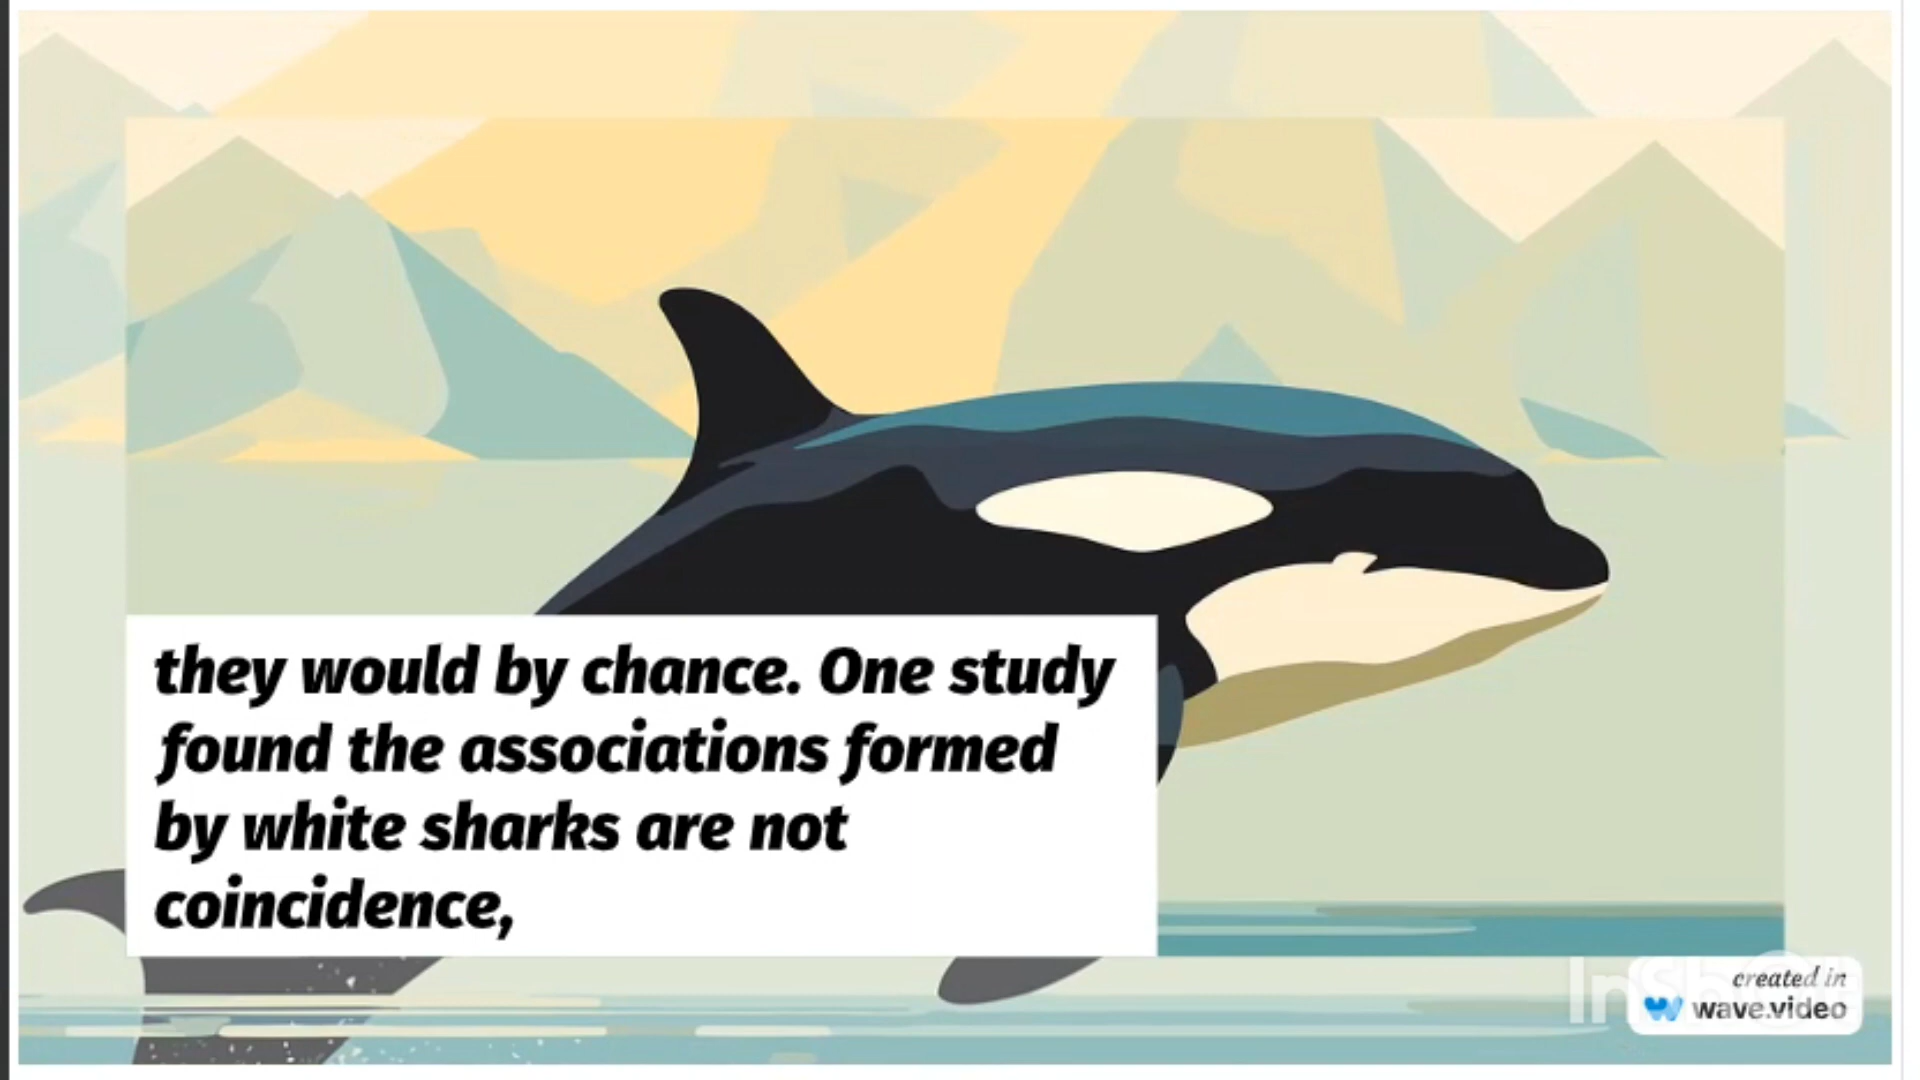 they would by chance. One study
found the associations formed
by white sharks are not
coincidence,
created in
wave.video